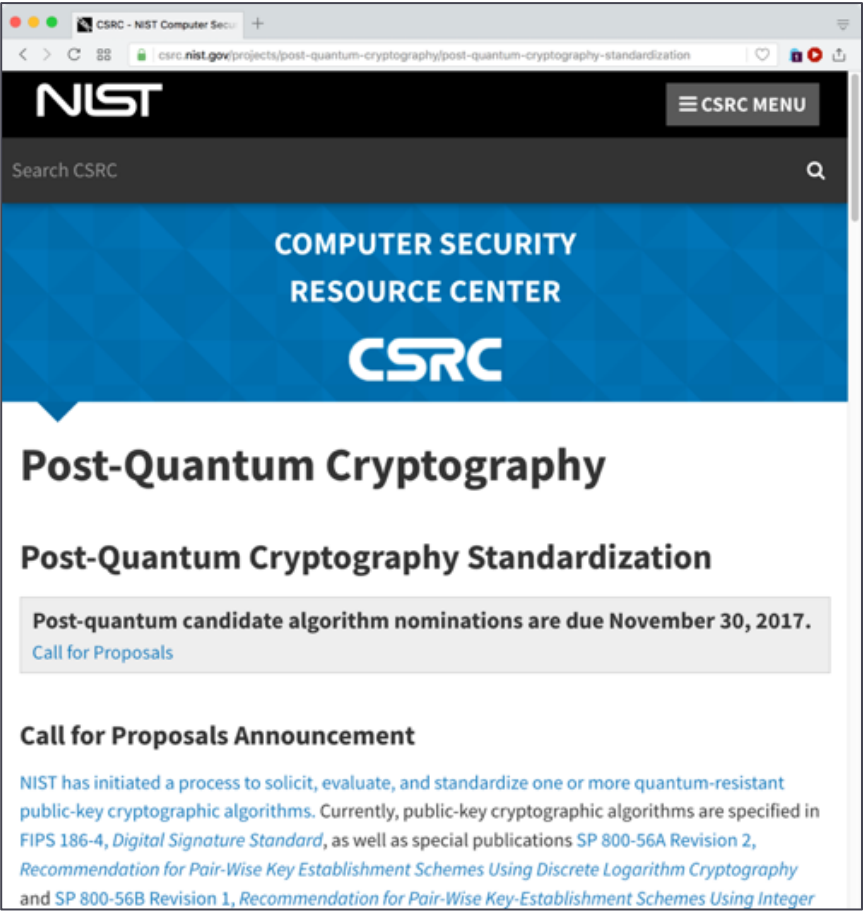 CSRC - NIST Computer Secur
csrc.nist.gov/projects/post-quantum-cryptography/post-quantum-cryptography-standardization
NIST
CSRC MENU
Search CSRC
COMPUTER SECURITY
RESOURCE CENTER
CSRC
Post-Quantum Cryptography
Post-Quantum Cryptography Standardization
Post-quantum candidate algorithm nominations are due November 30, 2017.
Call for Proposals
Call for Proposals Announcement
NIST has initiated a process to solicit, evaluate, and standardize one or more quantum-resistant
public-key cryptographic algorithms. Currently, public-key cryptographic algorithms are specified in
FIPS 186-4, Digital Signature Standard, as well as special publications SP 800-56A Revision 2,
Recommendation for Pair-Wise Key Establishment Schemes Using Discrete Logarithm Cryptography
and SP 800-56B Revision 1, Recommendation for Pair-Wise Key-Establishment Schemes Using Integer